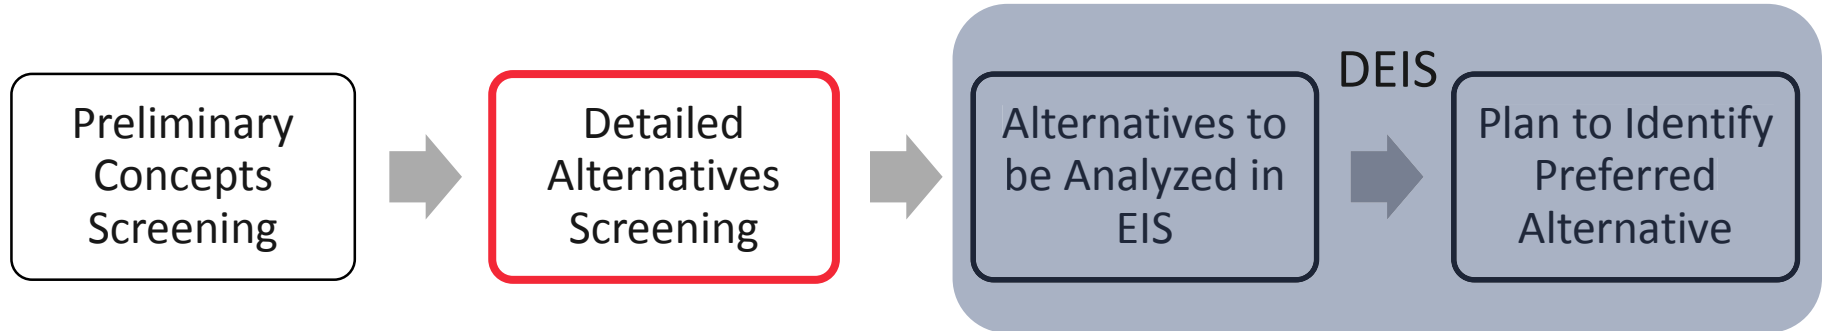 Preliminary
Concepts
Screening
Detailed
Alternatives
Screening
DEIS
Alternatives to
be Analyzed in
EIS
Plan to Identify
Preferred
Alternative